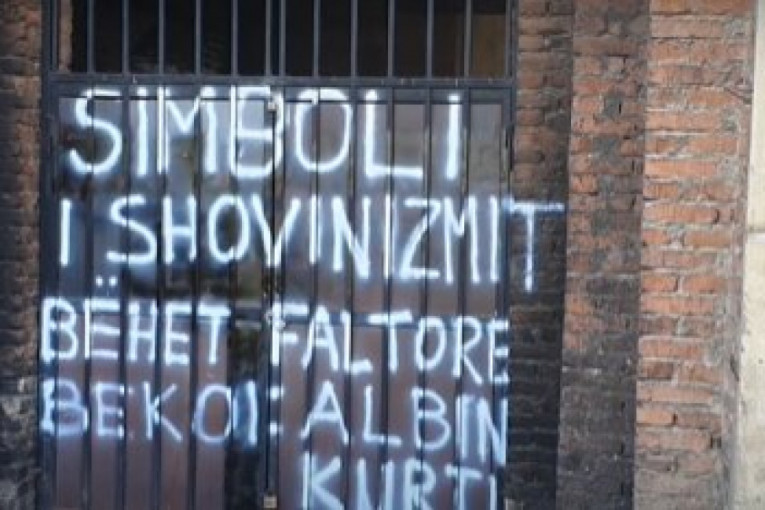 SIMBOLI
I SHOVINIZMIT
BËHET FALTORE
BEKOI: ALBIN
KURTI